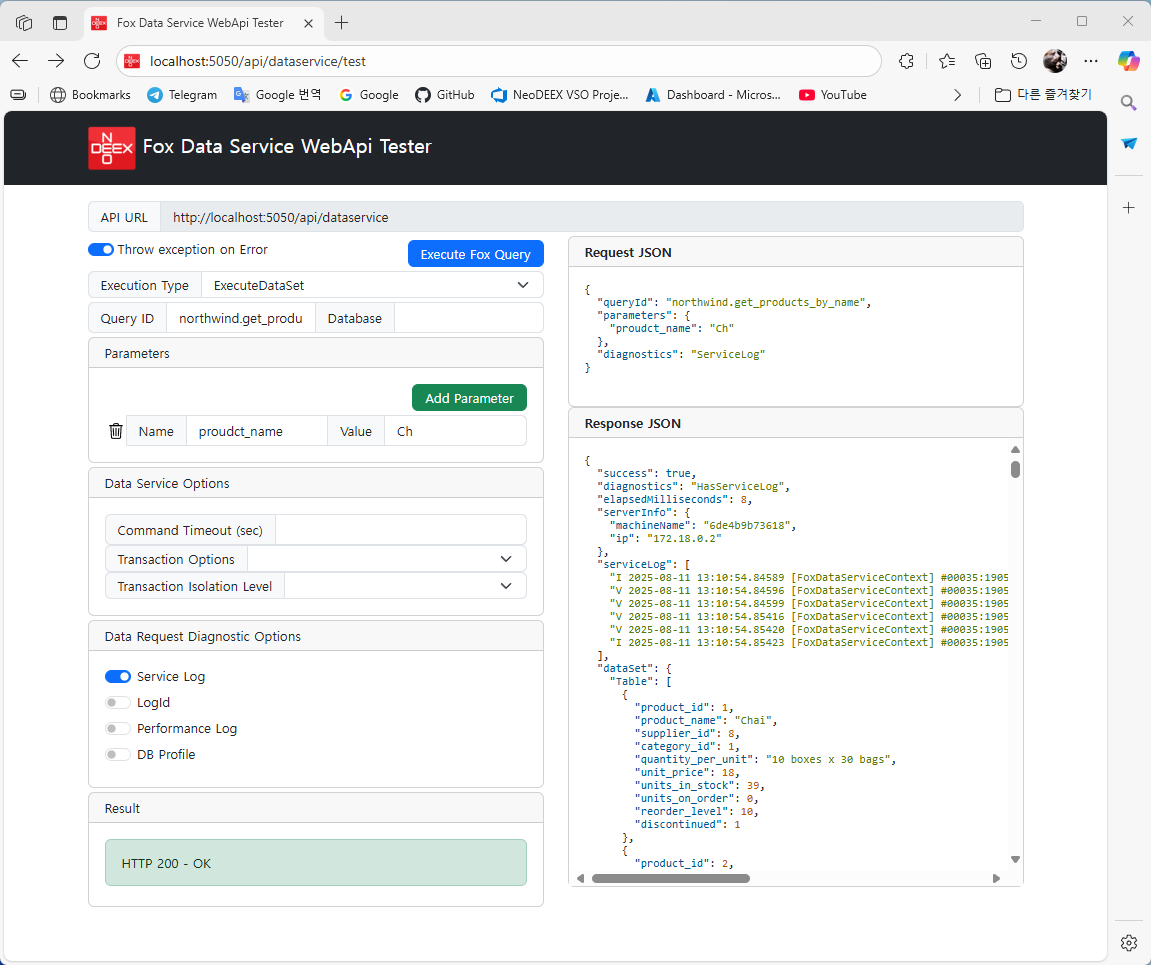 Fox Data Service WebApi Tester
localhost:5050/api/dataservice/test
Bookmarks
Telegram
Google 번역
Google
GitHub
NeoDEEX VSO Proje...
Dashboard - Micros...
YouTube
다른 즐겨찾기
NEO DEEX
Fox Data Service WebApi Tester
API URL http://localhost:5050/api/dataservice
Throw exception on Error
Execute Fox Query
Execution Type ExecuteDataSet
Query ID northwind.get_produ Database
Parameters
Add Parameter
Name proudct_name Value Ch
Data Service Options
Command Timeout (sec)
Transaction Options
Transaction Isolation Level
Data Request Diagnostic Options
Service Log
LogId
Performance Log
DB Profile
Result
HTTP 200 - OK
Request JSON
{
"queryId": "northwind.get_products_by_name",
"parameters": {
"proudct_name": "Ch"
},
"diagnostics": "ServiceLog"
}
Response JSON
{
"success": true,
"diagnostics": "HasServiceLog",
"elapsedMilliseconds": 8,
"serverInfo": {
"machineName": "6de4b9b73618",
"ip": "172.18.0.2"
},
"serviceLog": [
"I 2025-08-11 13:10:54.84589 [FoxDataServiceContext] #00035:1905
"V 2025-08-11 13:10:54.84596 [FoxDataServiceContext] #00035:1905
"V 2025-08-11 13:10:54.84599 [FoxDataServiceContext] #00035:1905
"V 2025-08-11 13:10:54.85416 [FoxDataServiceContext] #00035:1905
"V 2025-08-11 13:10:54.85420 [FoxDataServiceContext] #00035:1905
"I 2025-08-11 13:10:54.85423 [FoxDataServiceContext] #00035:1905
],
"dataSet": {
"Table": [
{
"product_id": 1,
"product_name": "Chai",
"supplier_id": 8,
"category_id": 1,
"quantity_per_unit": "10 boxes x 30 bags",
"unit_price": 18,
"units_in_stock": 39,
"units_on_order": 0,
"reorder_level": 10,
"discontinued": 1
},
{
"product_id": 2,